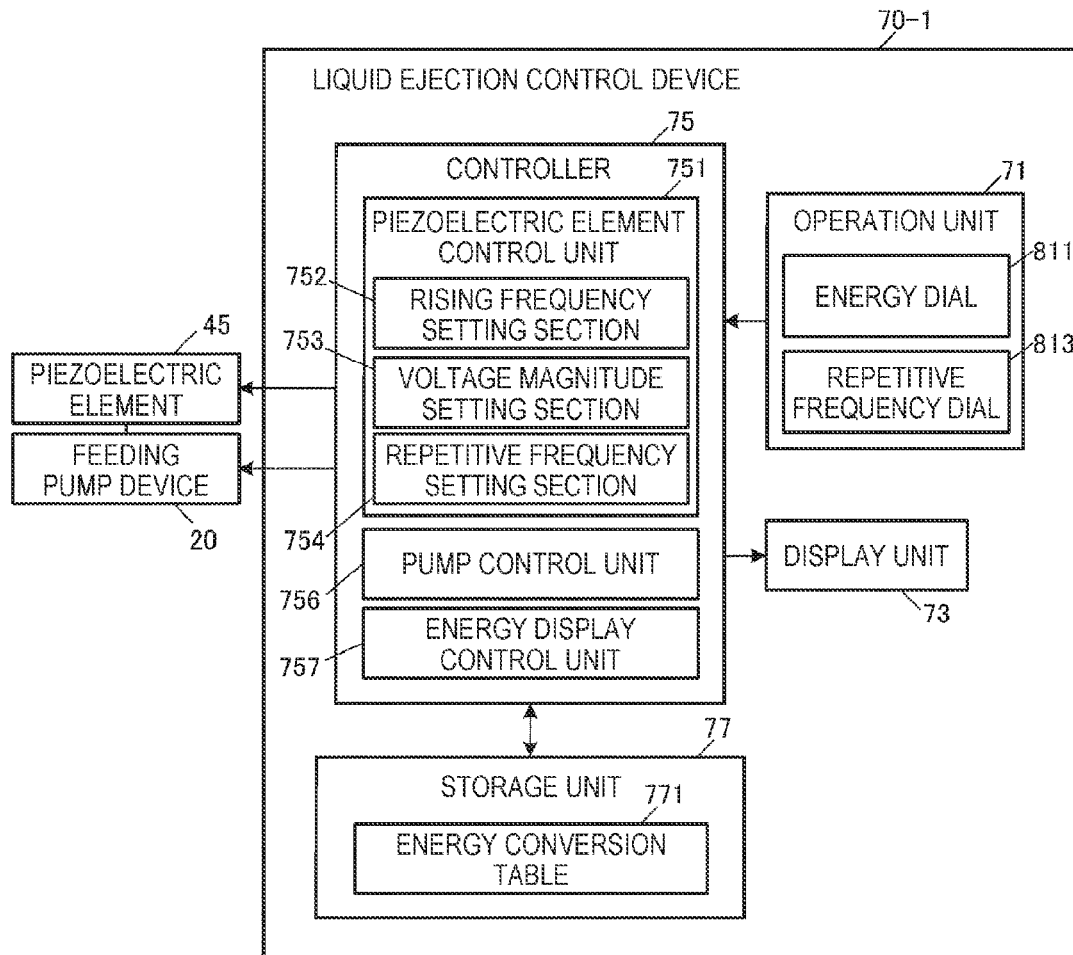 70-1
LIQUID EJECTION CONTROL DEVICE
75
CONTROLLER
751
PIEZOELECTRIC ELEMENT
CONTROL UNIT
752
RISING FREQUENCY
SETTING SECTION
753
VOLTAGE MAGNITUDE
SETTING SECTION
REPETITIVE FREQUENCY
SETTING SECTION
754
PUMP CONTROL UNIT
756
ENERGY DISPLAY
CONTROL UNIT
757
71
OPERATION UNIT
811
ENERGY DIAL
813
REPETITIVE
FREQUENCY DIAL
45
PIEZOELECTRIC
ELEMENT
FEEDING
PUMP DEVICE
20
DISPLAY UNIT
73
77
STORAGE UNIT
771
ENERGY CONVERSION
TABLE